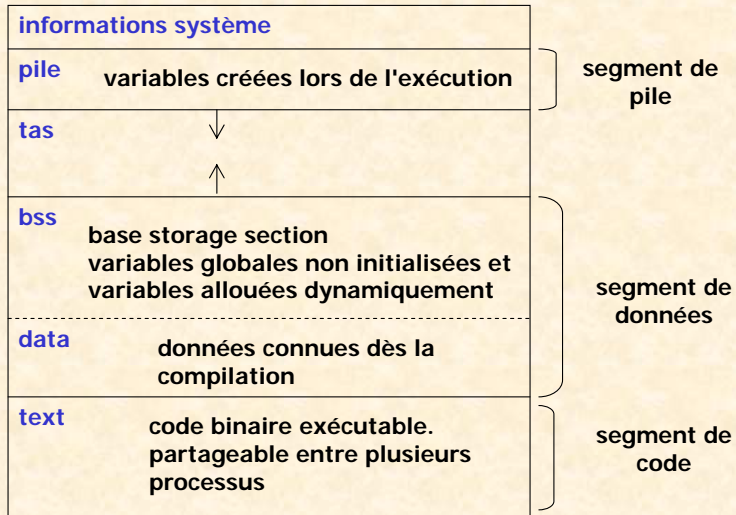 informations système
pile
variables créées lors de l'exécution
segment de
pile
tas
bss
base storage section
variables globales non initialisées et
variables allouées dynamiquement
segment de
données
data
données connues dès la
compilation
text
code binaire exécutable.
partageable entre plusieurs
processus
segment de
code